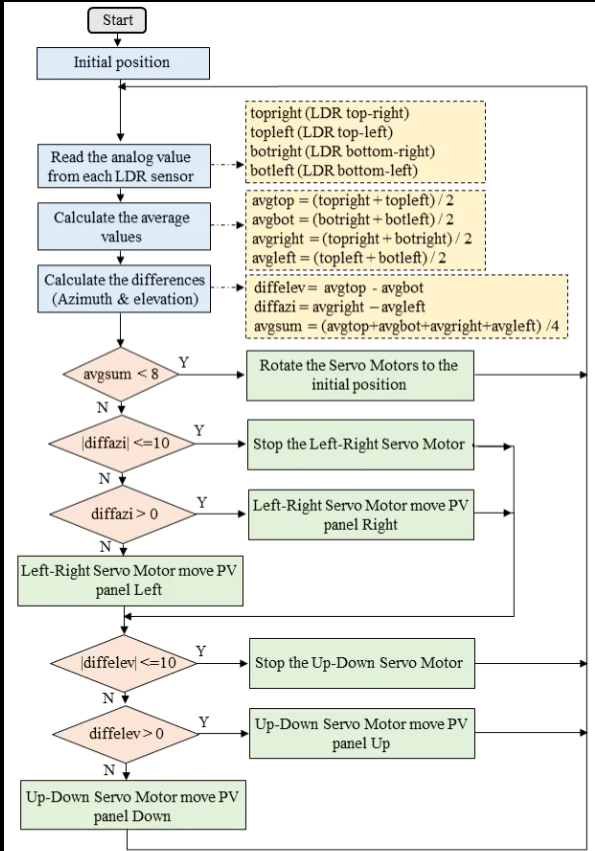 Start
Initial position
Read the analog value
from each LDR sensor
topright (LDR top-right)
topleft (LDR top-left)
botright (LDR bottom-right)
botleft (LDR bottom-left)
Calculate the average
values
avgtop = (topright + topleft) / 2
avgbot = (botright + botleft) / 2
avgright = (topright + botright) / 2
avgleft = (topleft + botleft) / 2
Calculate the differences
(Azimuth & elevation)
diffelev = avgtop - avgbot
diffazi = avgright – avgleft
avgsum = (avgtop+avgbot+avgright+avgleft) /4
avgsum < 8
Y
Rotate the Servo Motors to the
initial position
N
|diffazi| <=10
Y
Stop the Left-Right Servo Motor
N
diffazi > 0
Y
Left-Right Servo Motor move PV
panel Right
N
Left-Right Servo Motor move PV
panel Left
|diffelev| <=10
Y
Stop the Up-Down Servo Motor
N
diffelev > 0
Y
Up-Down Servo Motor move PV
panel Up
N
Up-Down Servo Motor move PV
panel Down